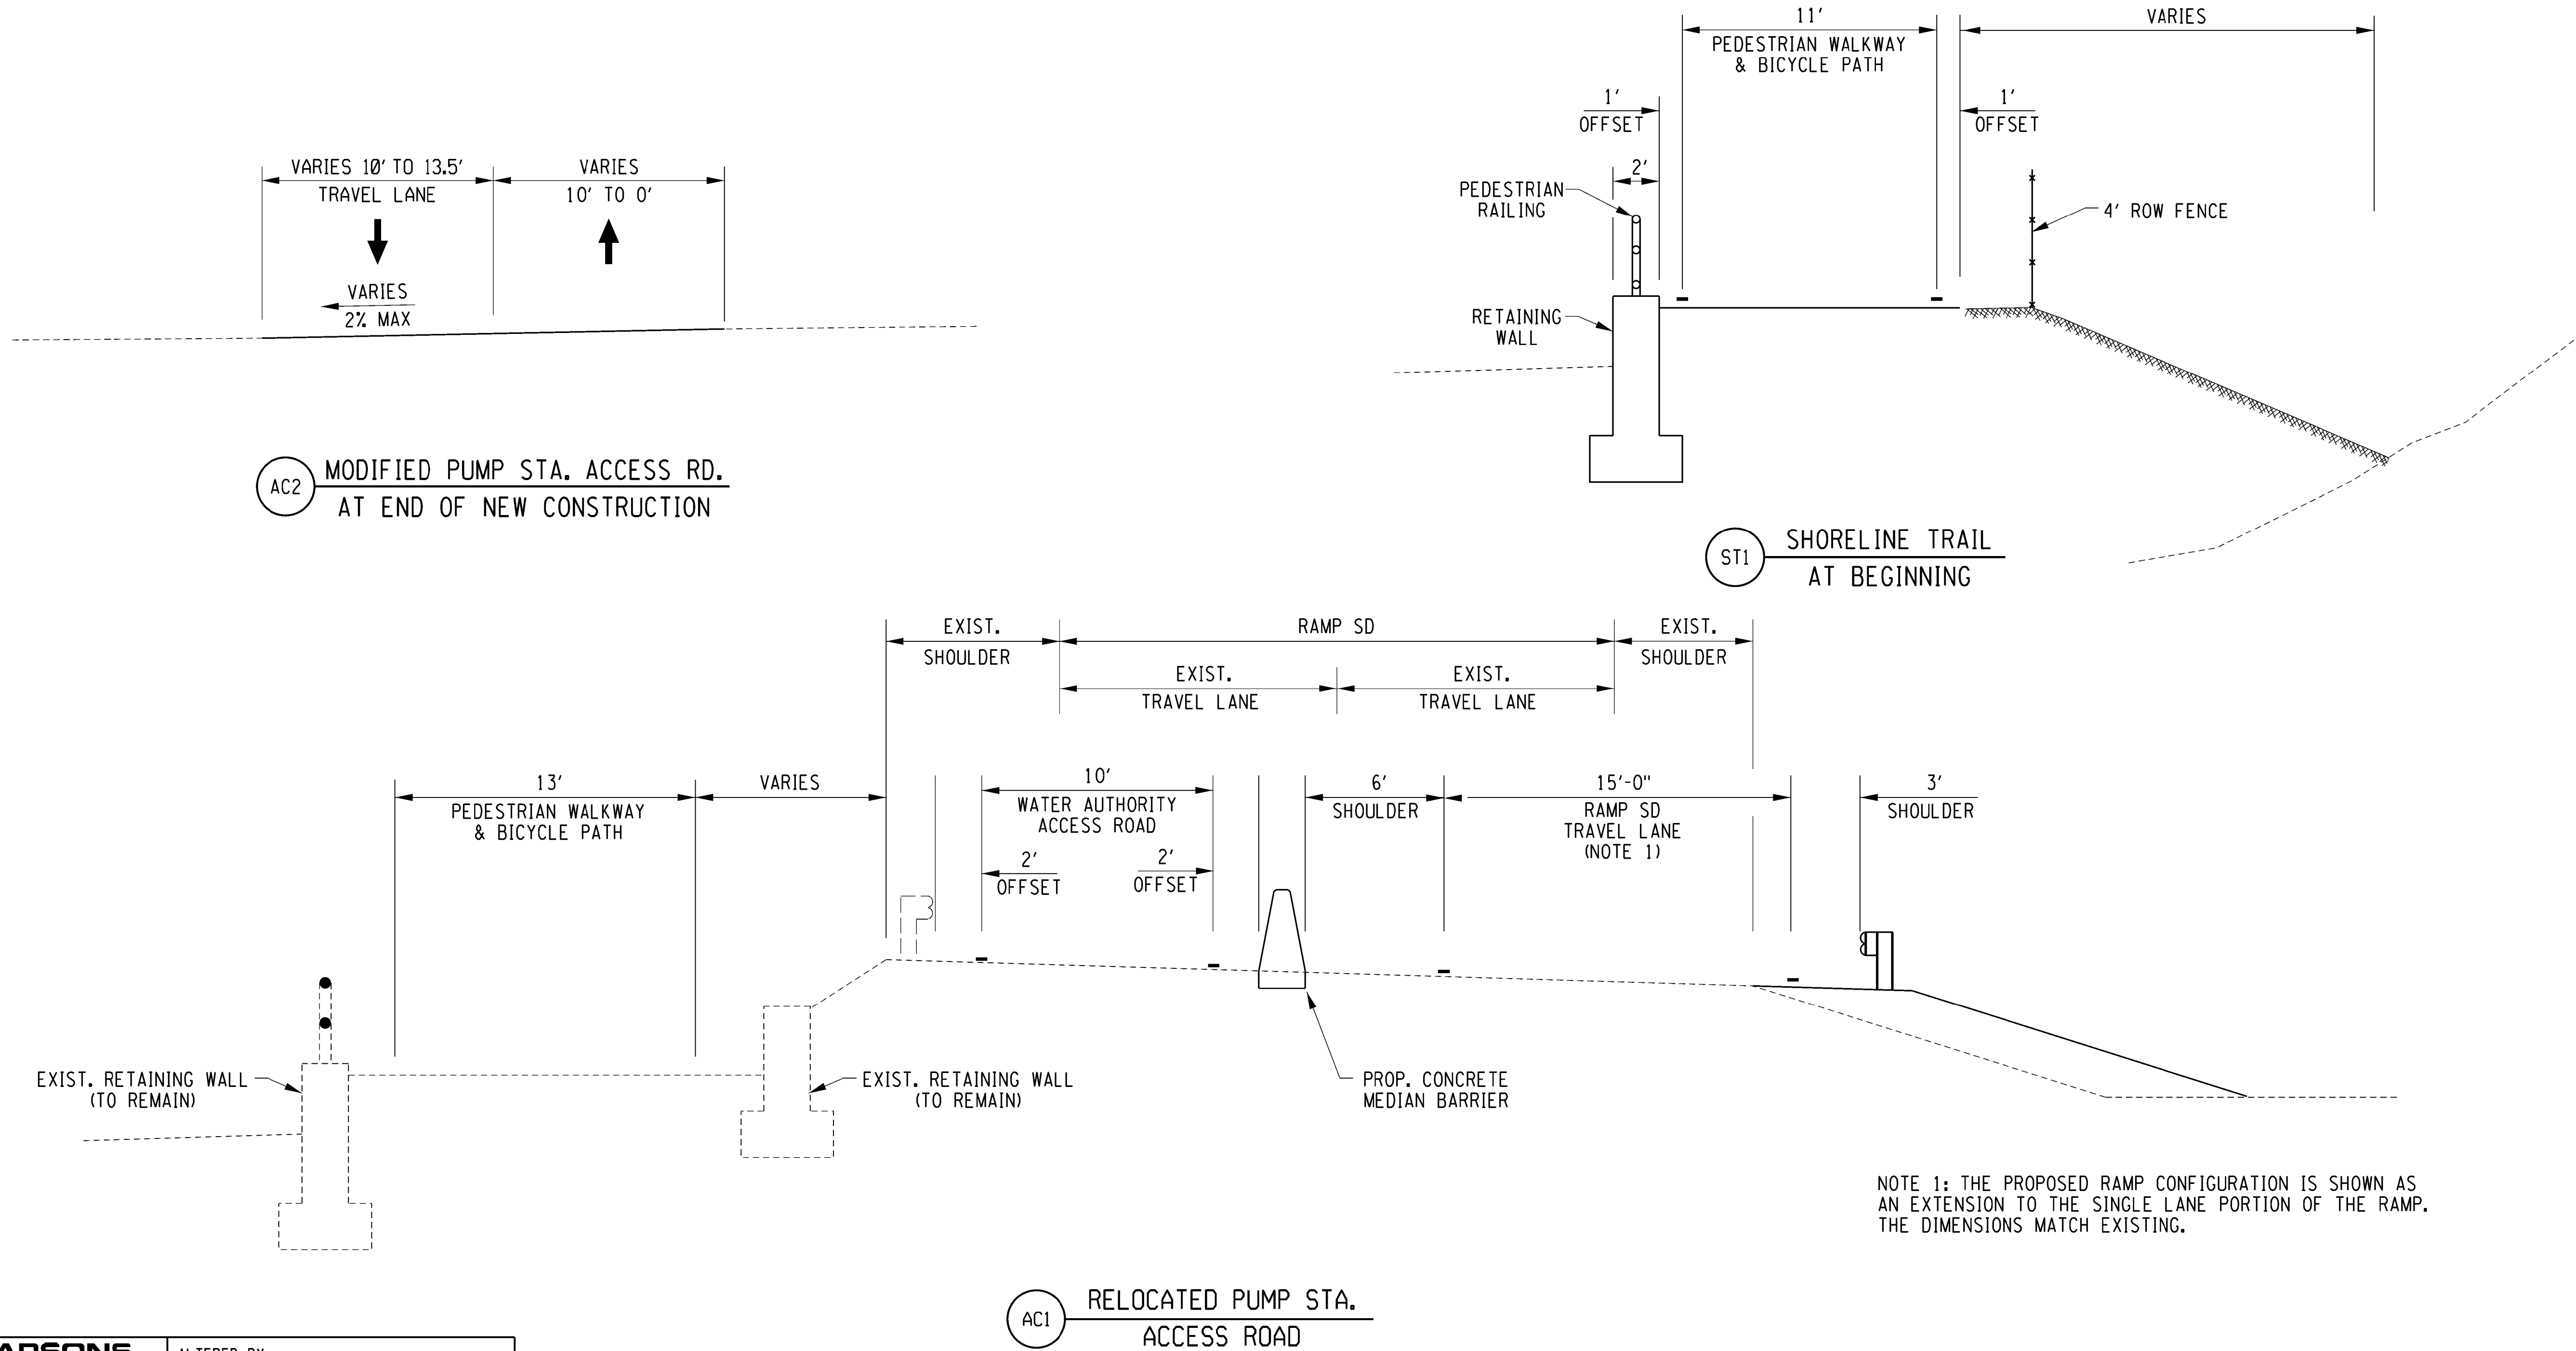 VARIES 10' TO 13.5'
TRAVEL LANE
VARIES
10' TO 0'
VARIES
2% MAX
AC2
MODIFIED PUMP STA. ACCESS RD.
AT END OF NEW CONSTRUCTION
11'
PEDESTRIAN WALKWAY
& BICYCLE PATH
VARIES
1'
OFFSET
1'
OFFSET
2'
PEDESTRIAN
RAILING
4' ROW FENCE
RETAINING
WALL
ST1
SHORELINE TRAIL
AT BEGINNING
EXIST.
SHOULDER
RAMP SD
EXIST.
SHOULDER
EXIST.
TRAVEL LANE
EXIST.
TRAVEL LANE
13'
PEDESTRIAN WALKWAY
& BICYCLE PATH
VARIES
10'
WATER AUTHORITY
ACCESS ROAD
2'
OFFSET
2'
OFFSET
6'
SHOULDER
15'-0"
RAMP SD
TRAVEL LANE
(NOTE 1)
3'
SHOULDER
EXIST. RETAINING WALL
(TO REMAIN)
EXIST. RETAINING WALL
(TO REMAIN)
PROP. CONCRETE
MEDIAN BARRIER
NOTE 1: THE PROPOSED RAMP CONFIGURATION IS SHOWN AS
AN EXTENSION TO THE SINGLE LANE PORTION OF THE RAMP.
THE DIMENSIONS MATCH EXISTING.
AC1
RELOCATED PUMP STA.
ACCESS ROAD